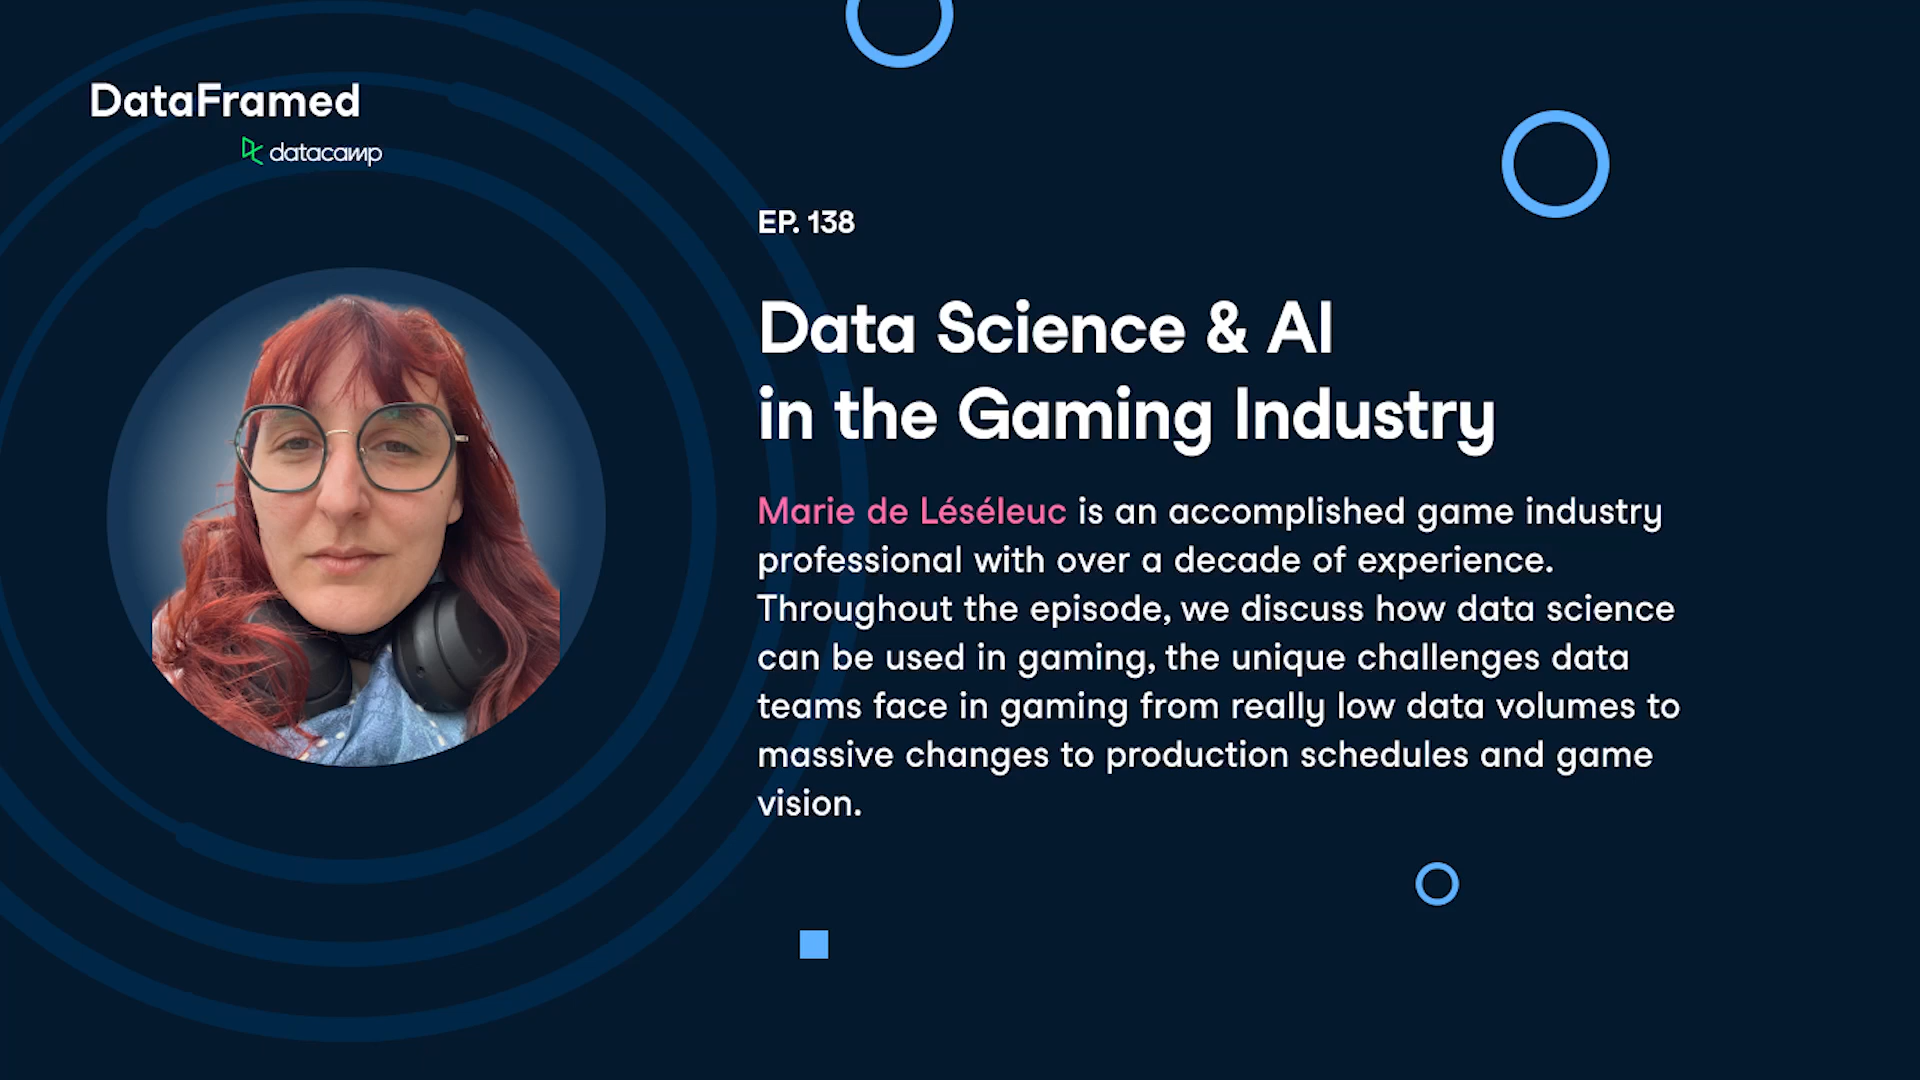 DataFramed
datacamp
EP. 138
Data Science & AI
in the Gaming Industry
Marie de Léséleuc is an accomplished game industry
professional with over a decade of experience.
Throughout the episode, we discuss how data science
can be used in gaming, the unique challenges data
teams face in gaming from really low data volumes to
massive changes to production schedules and game
vision.